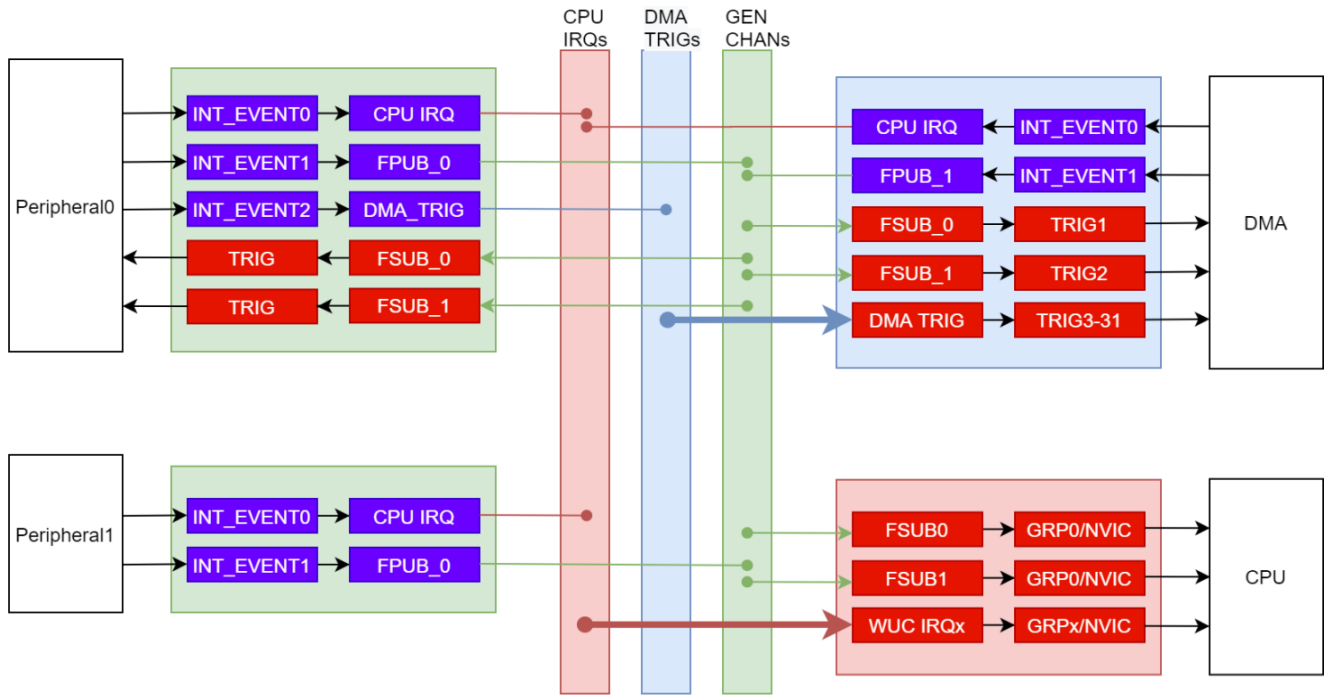 CPU
IRQs
DMA
TRIGs
GEN
CHANs
Peripheral0
INT_EVENT0
CPU IRQ
INT_EVENT1
FPUB_0
INT_EVENT2
DMA_TRIG
TRIG
FSUB_0
TRIG
FSUB_1
CPU IRQ
INT_EVENT0
FPUB_1
INT_EVENT1
FSUB_0
TRIG1
FSUB_1
TRIG2
DMA TRIG
TRIG3-31
DMA
Peripheral1
INT_EVENT0
CPU IRQ
INT_EVENT1
FPUB_0
FSUB0
GRP0/NVIC
FSUB1
GRP0/NVIC
WUC IRQx
GRPx/NVIC
CPU